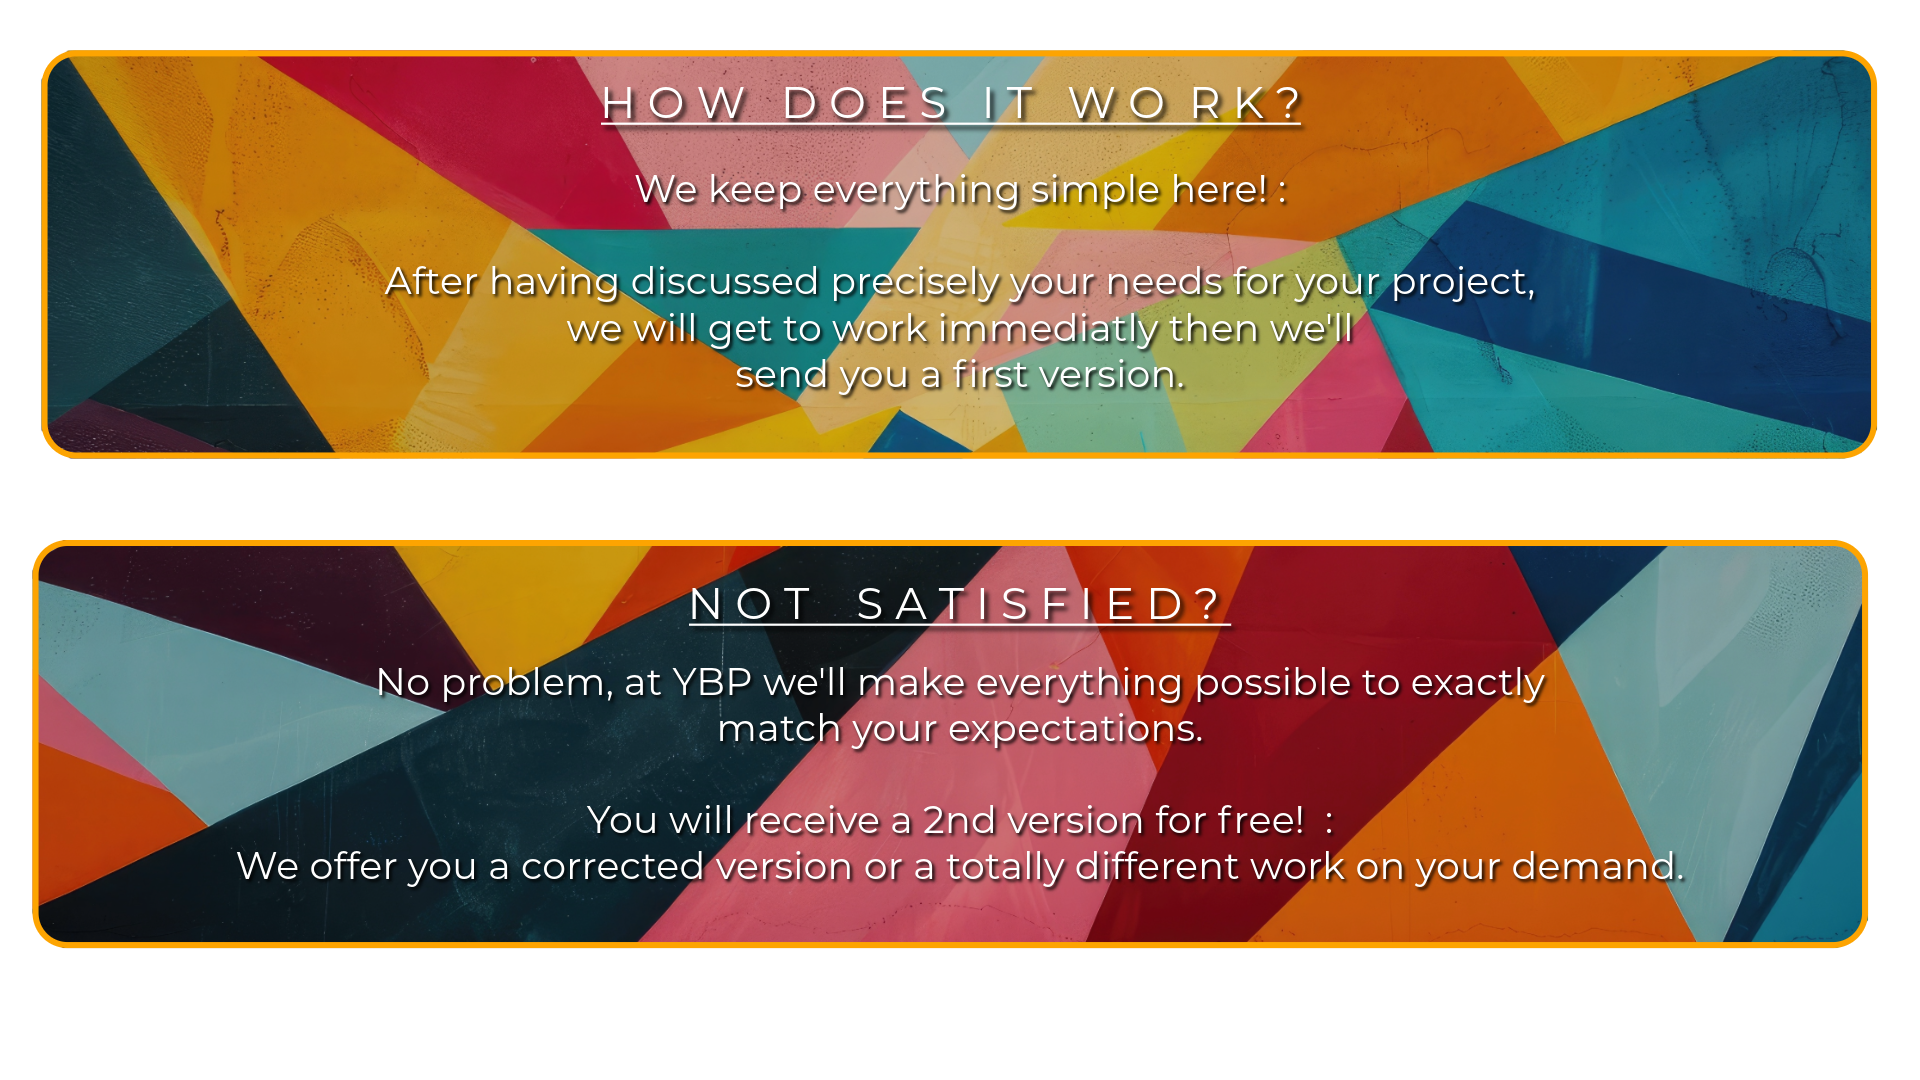 HOW DOES IT WORK?
We keep everything simple here! :
After having discussed precisely your needs for your project,
we will get to work immediatly then we'll
send you a first version.
NOT SATISFIED?
No problem, at YBP we'll make everything possible to exactly
match your expectations.
You will receive a 2nd version for free! :
We offer you a corrected version or a totally different work on your demand.